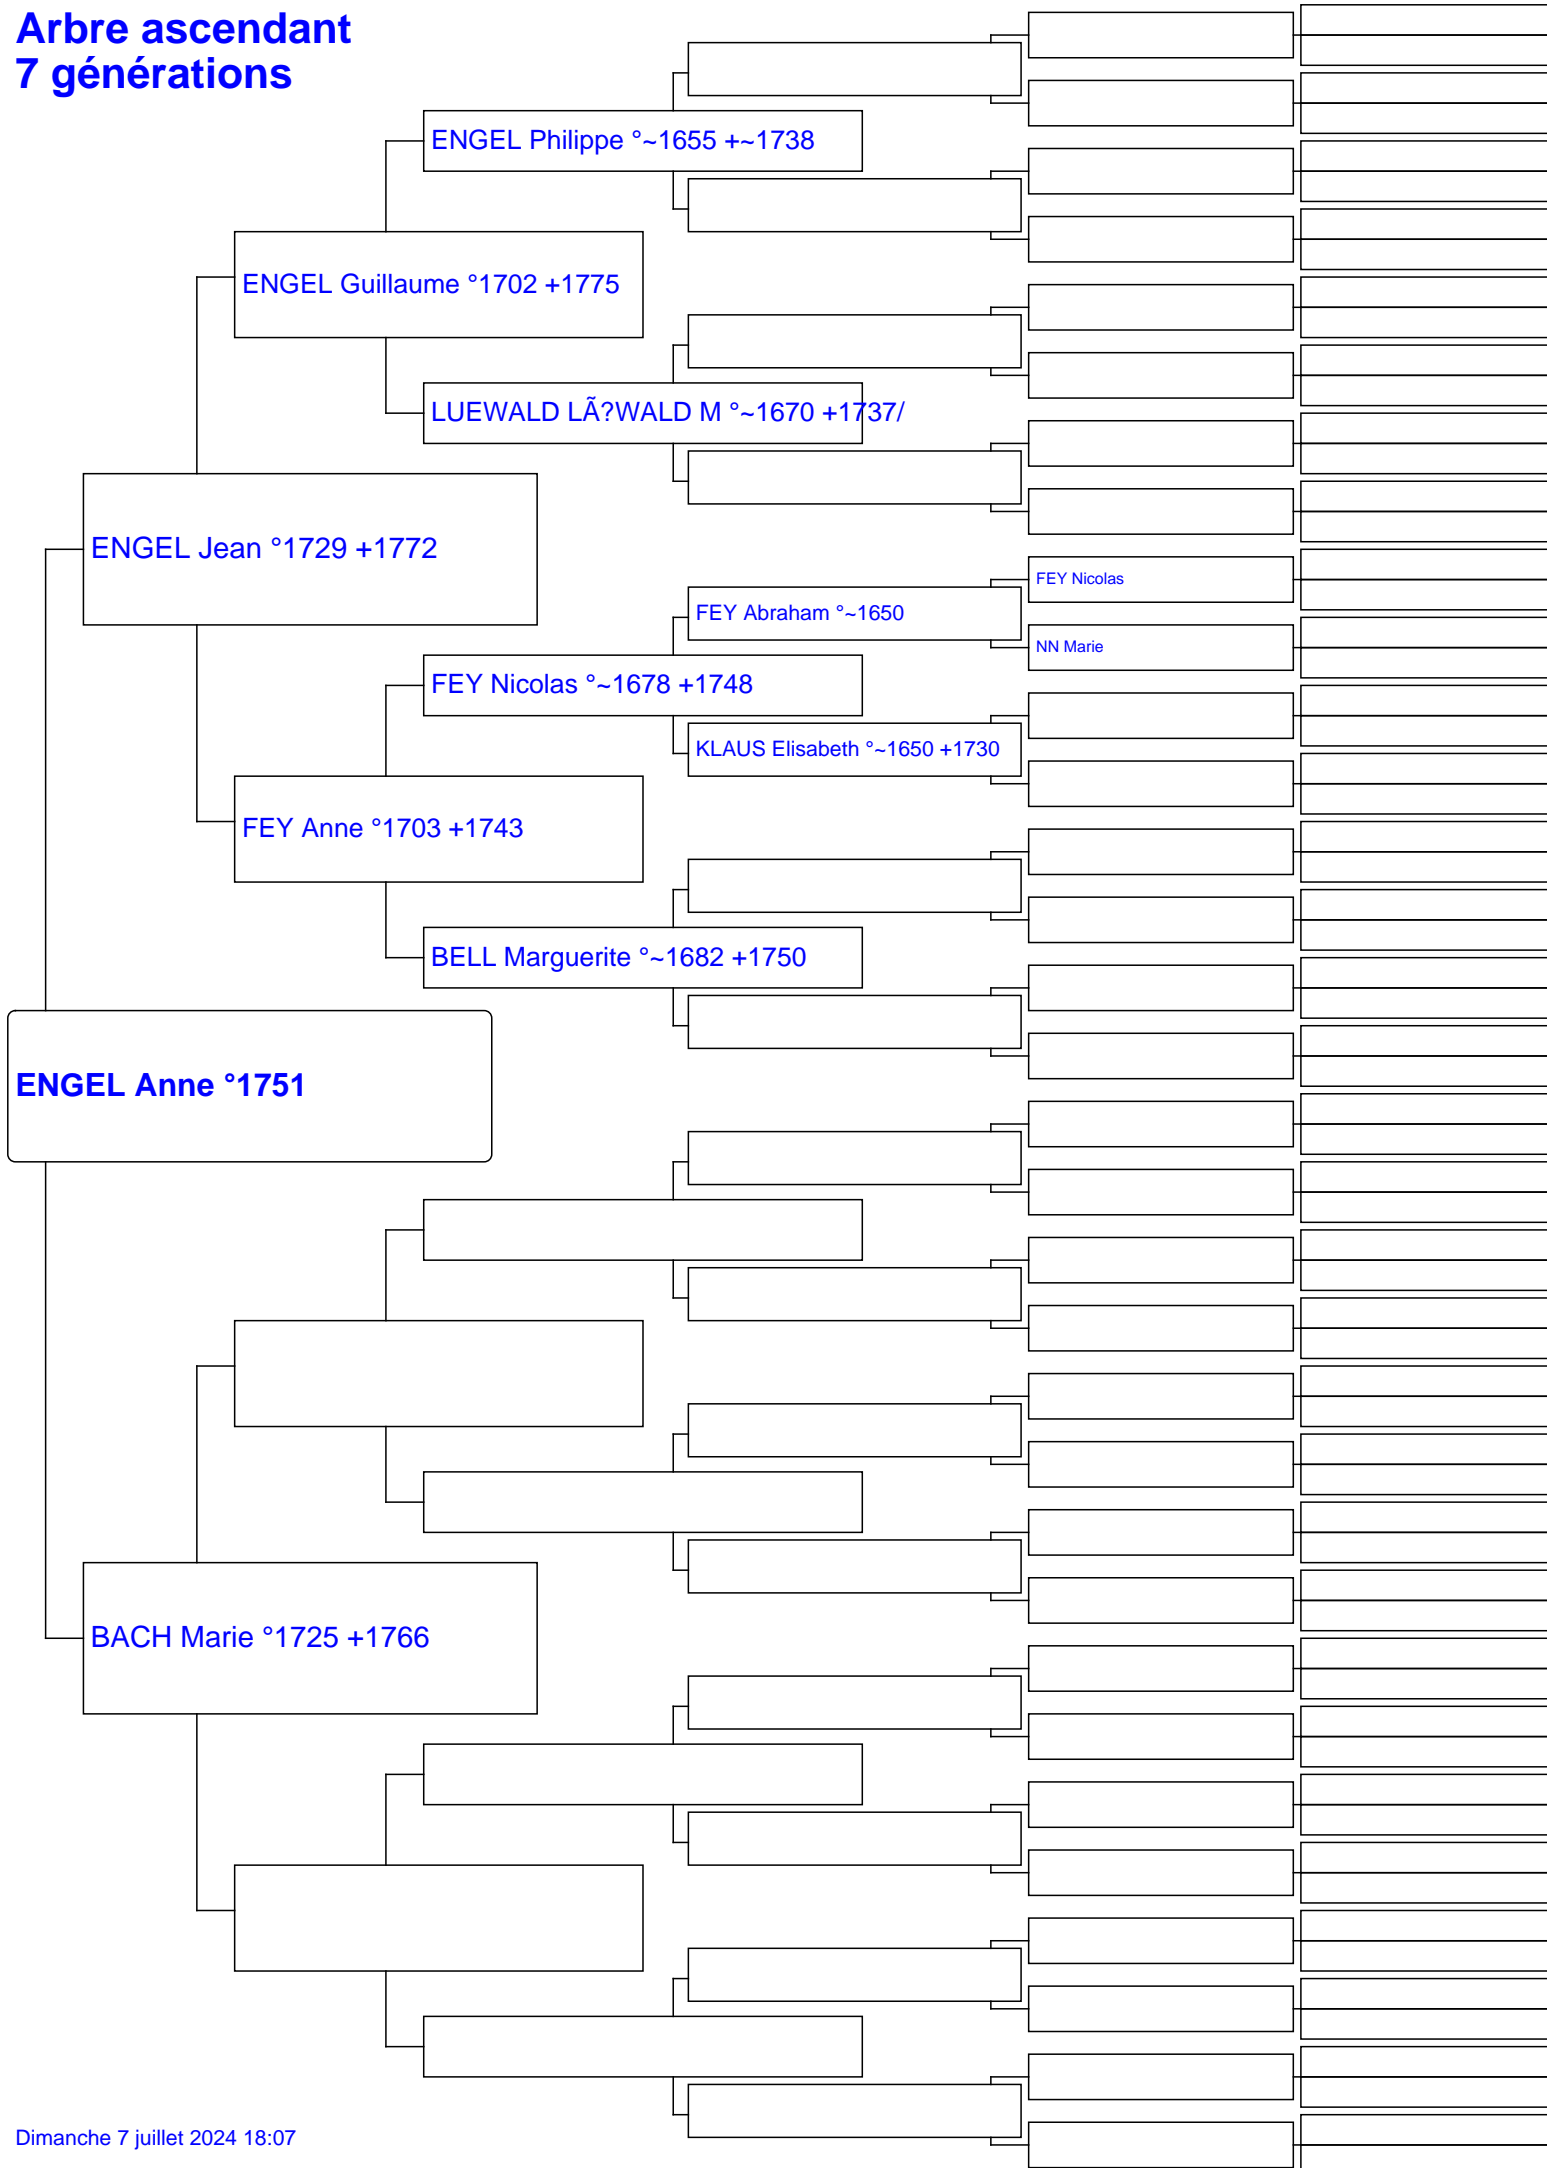 Arbre ascendant
7 générations
ENGEL Philippe °~1655 +~1738
ENGEL Guillaume °1702 +1775
LUEWALD LÃ?WALD M °~1670 +1737/
ENGEL Jean °1729 +1772
FEY Nicolas
FEY Abraham °~1650
NN Marie
FEY Nicolas °~1678 +1748
KLAUS Elisabeth °~1650 +1730
FEY Anne °1703 +1743
BELL Marguerite °~1682 +1750
ENGEL Anne °1751
BACH Marie °1725 +1766
Dimanche 7 juillet 2024 18:07